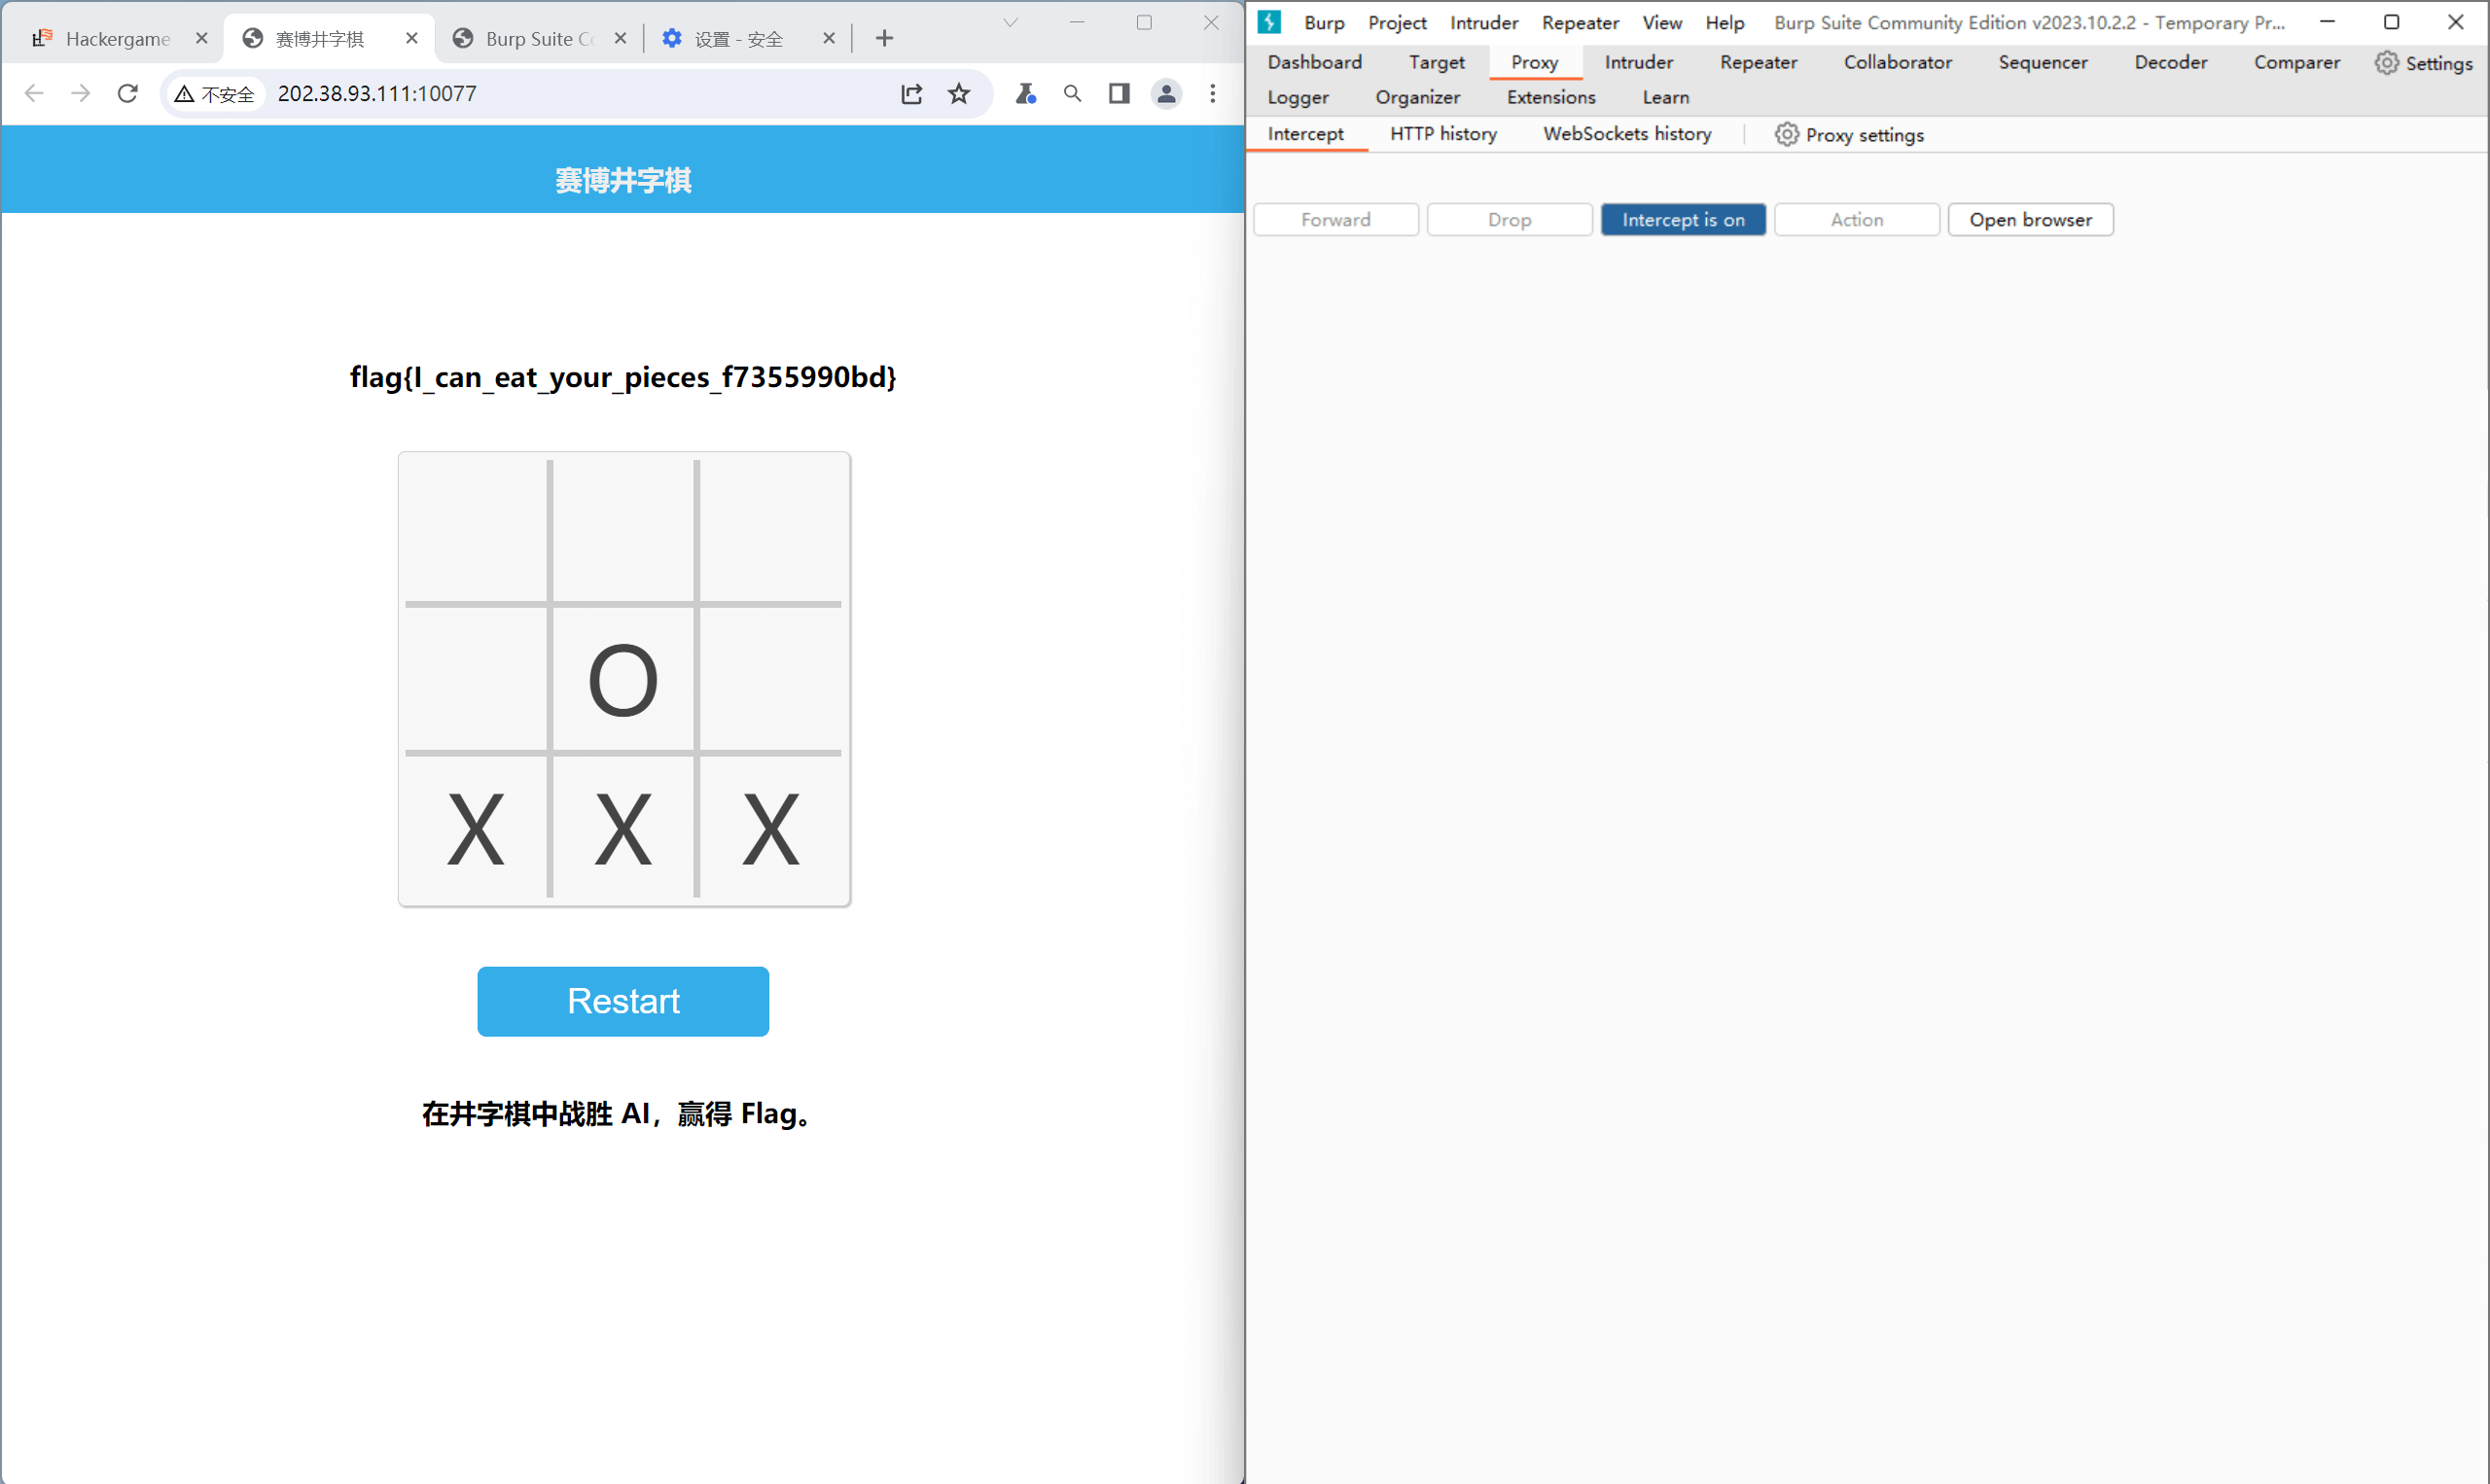 Hackergame
赛博井字棋
Burp Suite Co
设置 - 安全
不安全
202.38.93.111:10077
赛博井字棋
flag{I_can_eat_your_pieces_f7355990bd}
O
X X X
Restart
在井字棋中战胜 AI，赢得 Flag。
Burp Project Intruder Repeater View Help Burp Suite Community Edition v2023.10.2.2 - Temporary Pr...
Dashboard Target Proxy Intruder Repeater Collaborator Sequencer Decoder Comparer Settings
Logger Organizer Extensions Learn
Intercept HTTP history WebSockets history Proxy settings
Forward Drop Intercept is on Action Open browser